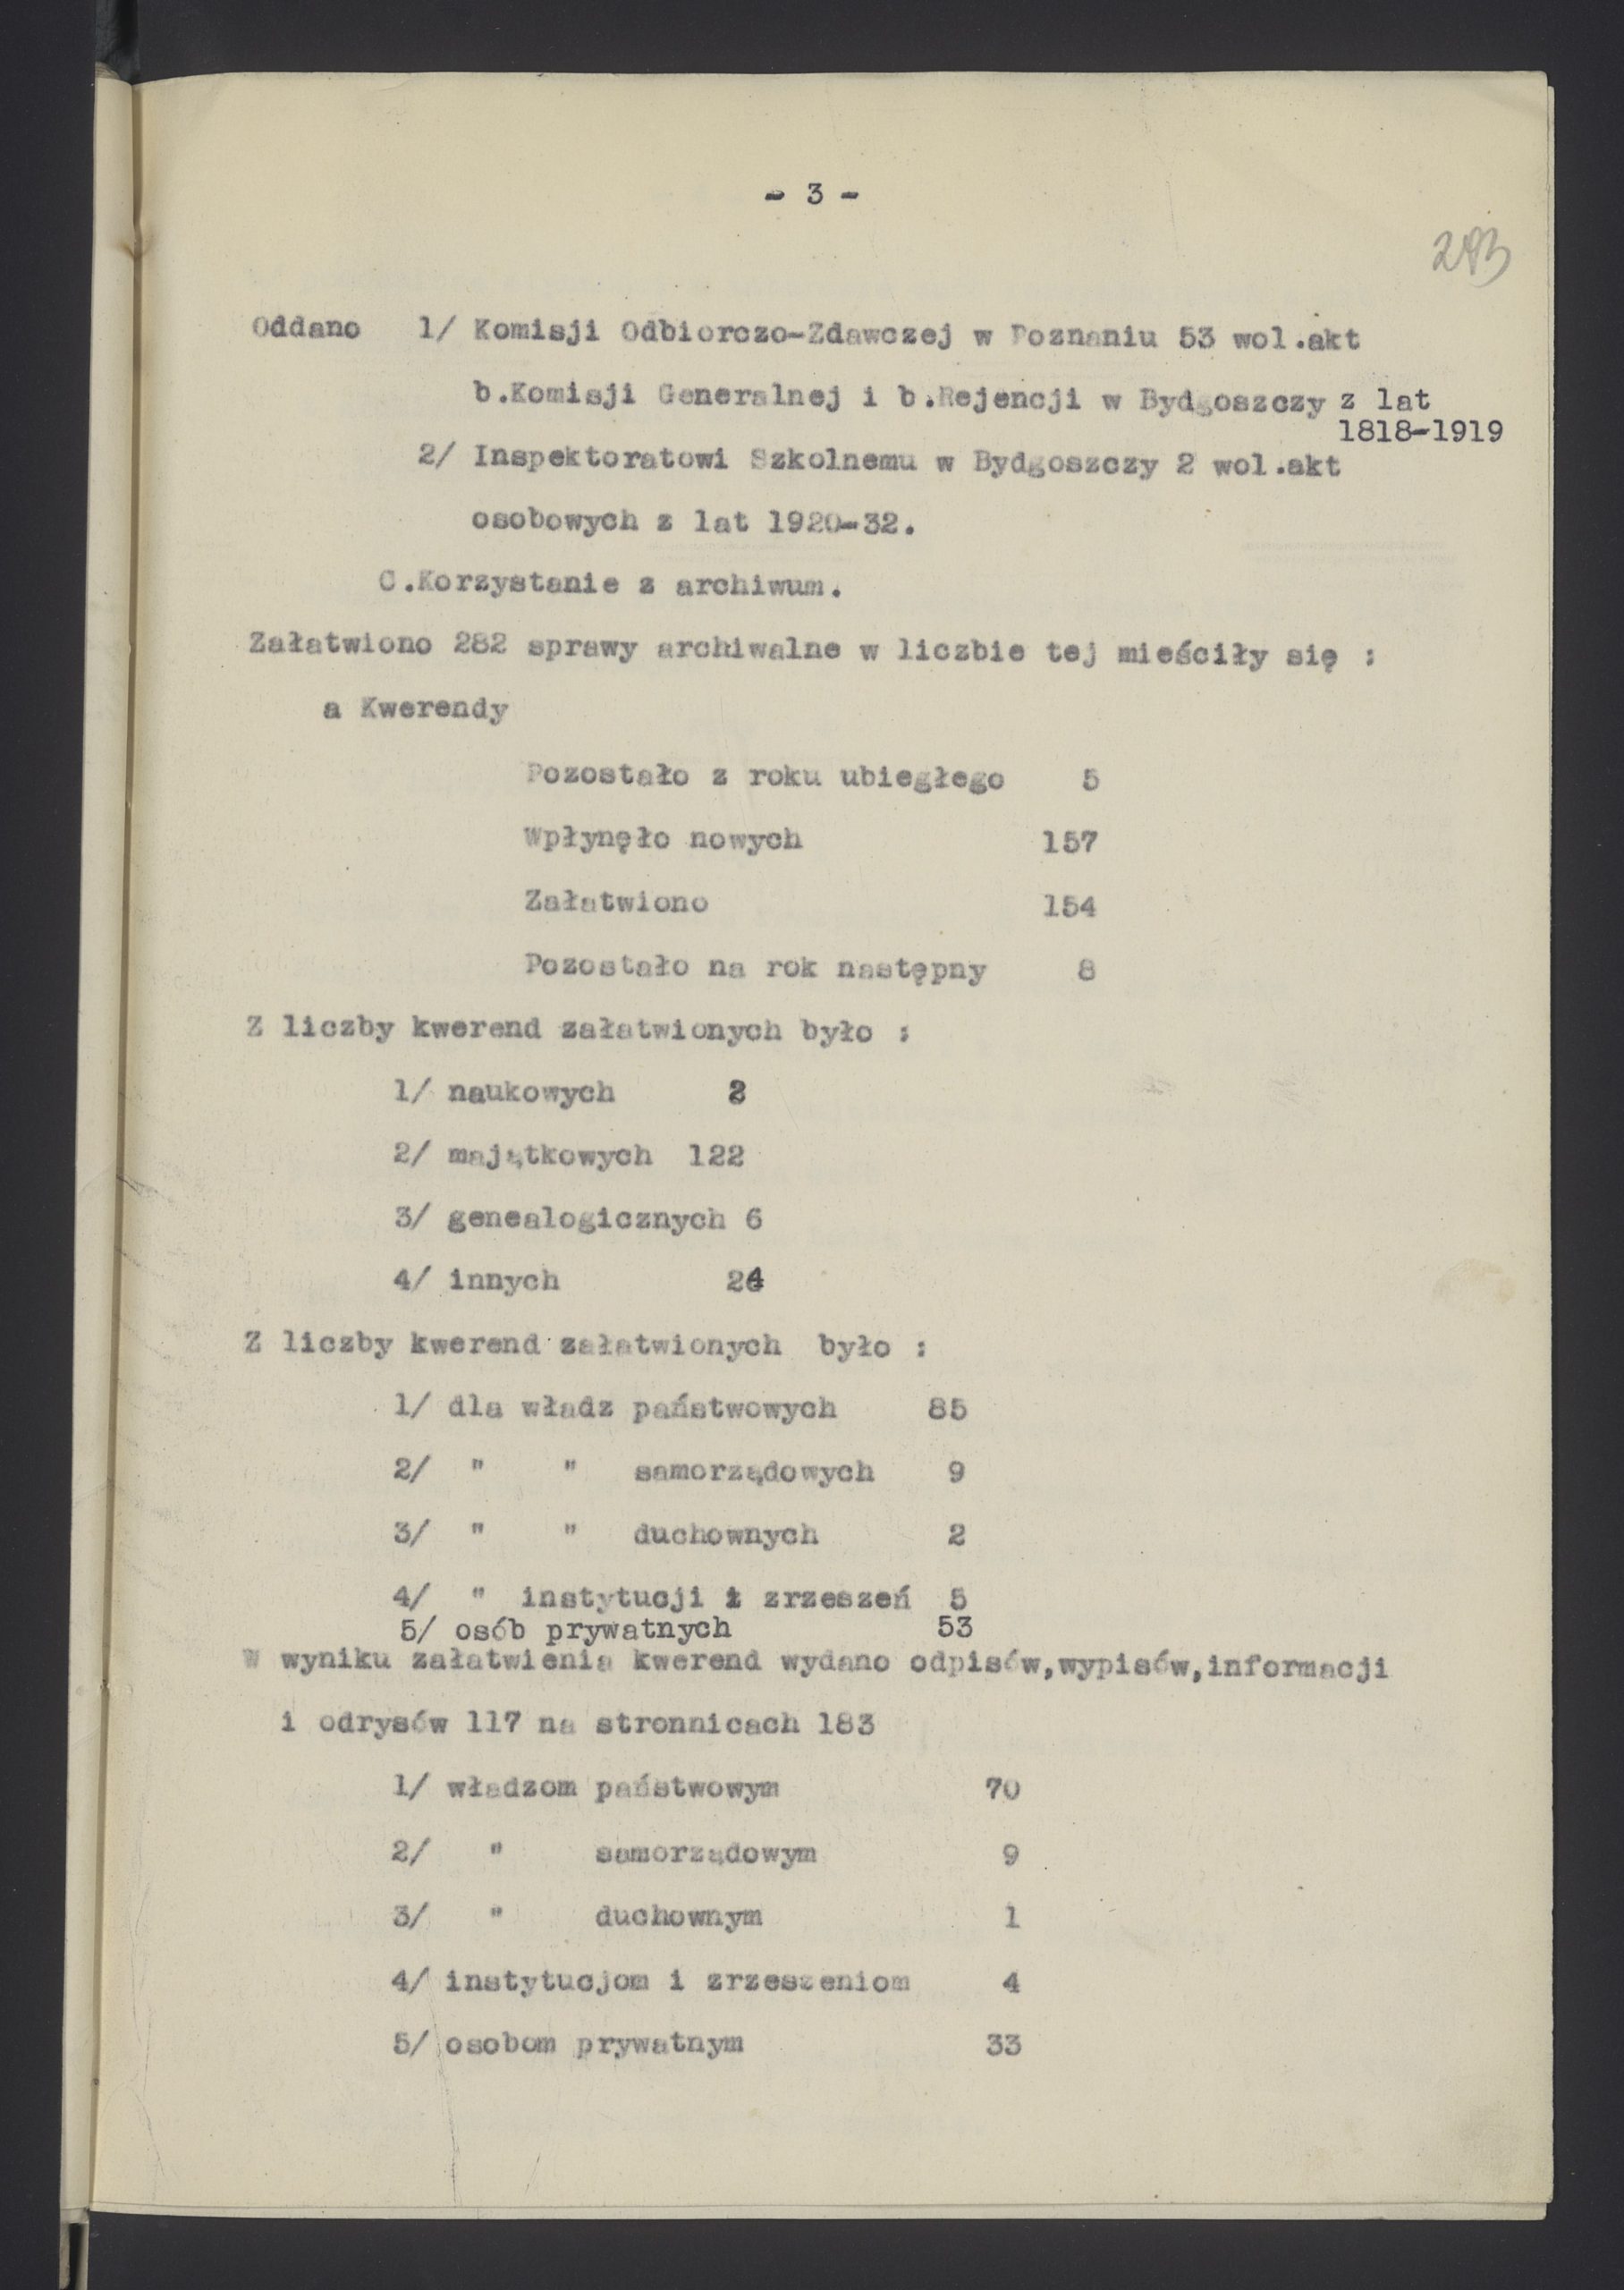 - 3 -
Oddano 1/ Komisji Odbiorczo-Zdawczej w Poznaniu 53 wol.akt
b.Komisji Generalnej i b.Rejencji w Bydgoszczy z lat
1818-1919
2/ Inspektoratowi Szkolnemu w Bydgoszczy 2 wol.akt
osobowych z lat 1920-32.
C.Korzystanie z archiwum.
Załatwiono 282 sprawy archiwalne w liczbie tej mieściły się :
a Kwerendy
Pozostało z roku ubiegłego 5
Wpłynęło nowych 157
Załatwiono 154
Pozostało na rok następny 8
Z liczby kwerend załatwionych było :
1/ naukowych 2
2/ majątkowych 122
3/ genealogicznych 6
4/ innych 24
Z liczby kwerend załatwionych było :
1/ dla władz państwowych 85
2/ " " samorządowych 9
3/ " " duchownych 2
4/ " instytucji i zrzeszeń 5
5/ osób prywatnych 53
W wyniku załatwienia kwerend wydano odpisów,wypisów,informacji
i odrysów 117 na stronnicach 183
1/ władzom państwowym 70
2/ " samorządowym 9
3/ " duchownym 1
4/ instytucjom i zrzeszeniom 4
5/ osobom prywatnym 33